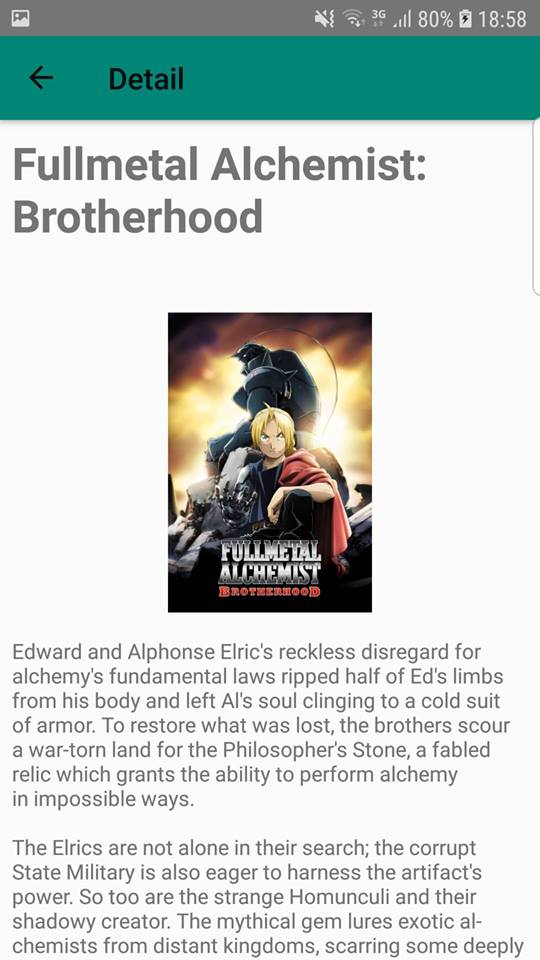 3G 80% 18:58
Detail
Fullmetal Alchemist:
Brotherhood
FULLMETAL
ALCHEMIST
BROTHERHOOD
Edward and Alphonse Elric's reckless disregard for
alchemy's fundamental laws ripped half of Ed's limbs
from his body and left Al's soul clinging to a cold suit
of armor. To restore what was lost, the brothers scour
a war-torn land for the Philosopher's Stone, a fabled
relic which grants the ability to perform alchemy
in impossible ways.
The Elrics are not alone in their search; the corrupt
State Military is also eager to harness the artifact's
power. So too are the strange Homunculi and their
shadowy creator. The mythical gem lures exotic al-
chemists from distant kingdoms, scarring some deeply